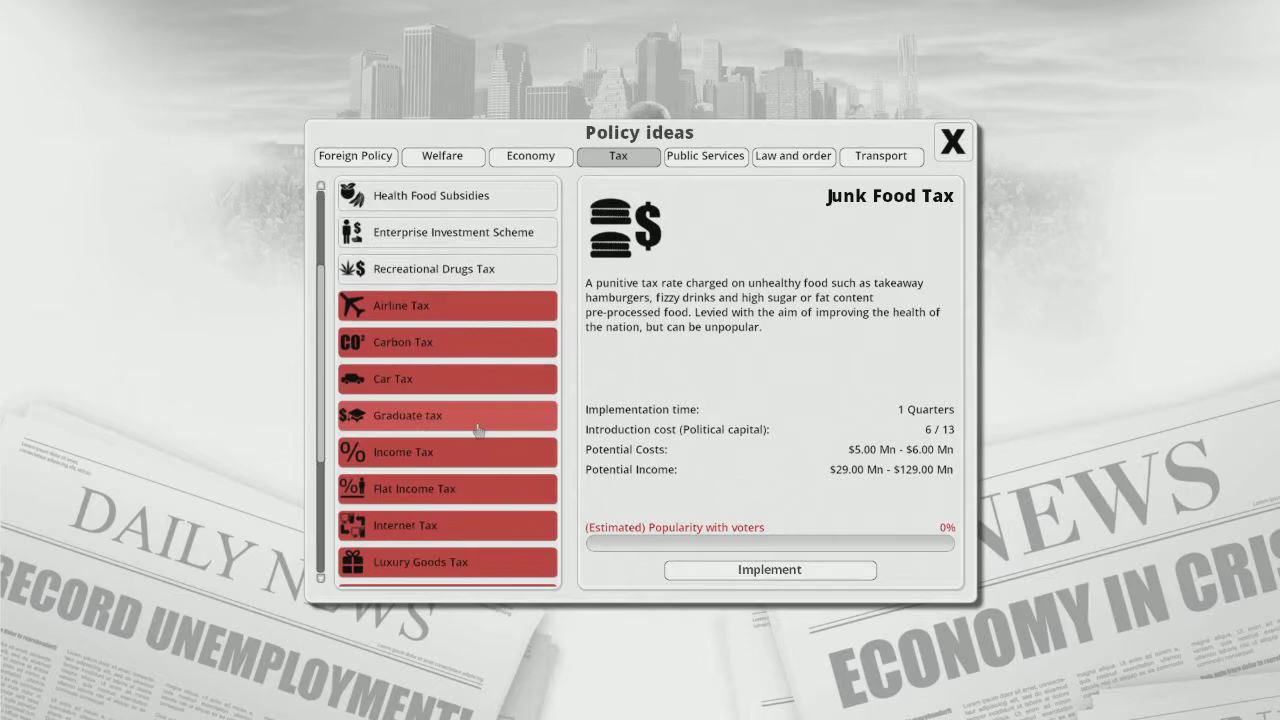 Policy ideas
X
Foreign Policy
Welfare
Economy
Tax
Public Services
Law and order
Transport
Health Food Subsidies
Enterprise Investment Scheme
Recreational Drugs Tax
Airline Tax
CO² Carbon Tax
Car Tax
Graduate tax
Income Tax
Flat Income Tax
Internet Tax
Luxury Goods Tax
Junk Food Tax
A punitive tax rate charged on unhealthy food such as takeaway
hamburgers, fizzy drinks and high sugar or fat content
pre-processed food. Levied with the aim of improving the health of
the nation, but can be unpopular.
Implementation time: 1 Quarters
Introduction cost (Political capital): 6 / 13
Potential Costs: $5.00 Mn - $6.00 Mn
Potential Income: $29.00 Mn - $129.00 Mn
(Estimated) Popularity with voters 0%
Implement
DAILY NEWS
RECORD UNEMPLOYMENT!
NEWS
ECONOMY IN CRIS